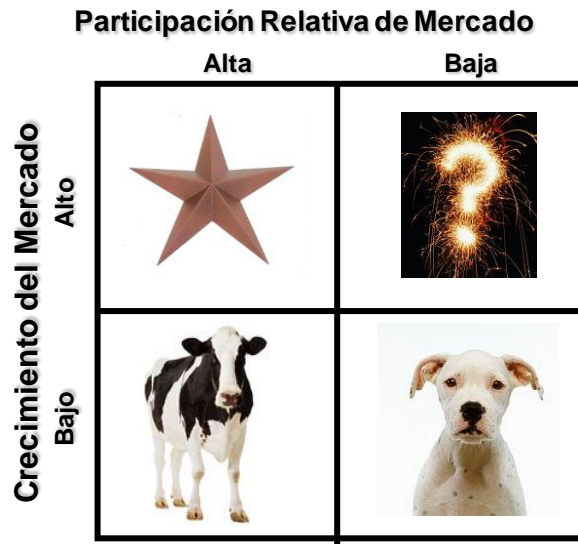 Participación Relativa de Mercado
Alta
Baja
Crecimiento del Mercado
Alto
Bajo
?